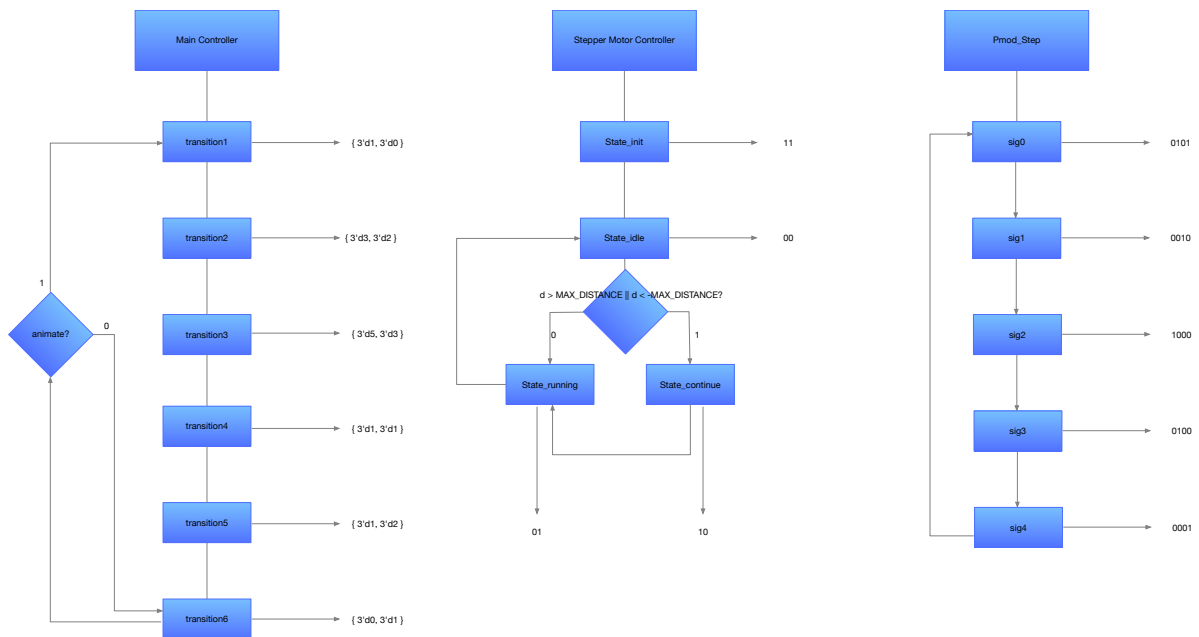 Main Controller
transition1
{ 3'd1, 3'd0 }
transition2
{ 3'd3, 3'd2 }
1
animate?
0
transition3
{ 3'd5, 3'd3 }
transition4
{ 3'd1, 3'd1 }
transition5
{ 3'd1, 3'd2 }
transition6
{ 3'd0, 3'd1 }
Stepper Motor Controller
State_init
11
State_idle
00
d > MAX_DISTANCE || d < -MAX_DISTANCE?
0
1
State_running
State_continue
01
10
Pmod_Step
sig0
0101
sig1
0010
sig2
1000
sig3
0100
sig4
0001